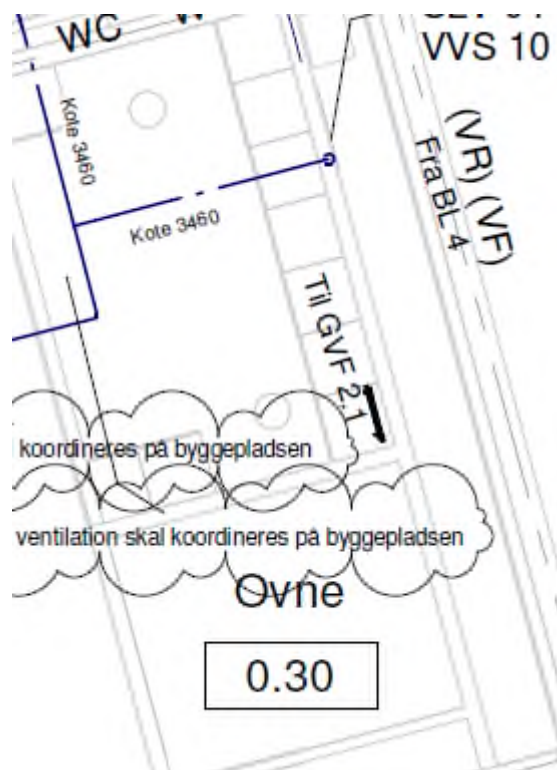 WC
VVS 10
Kote 3460
Kote 3460
(VR) (VF)
Fra BL 4
Til GVF 2.1
koordineres på byggepladsen
ventilation skal koordineres på byggepladsen
Ovne
0.30